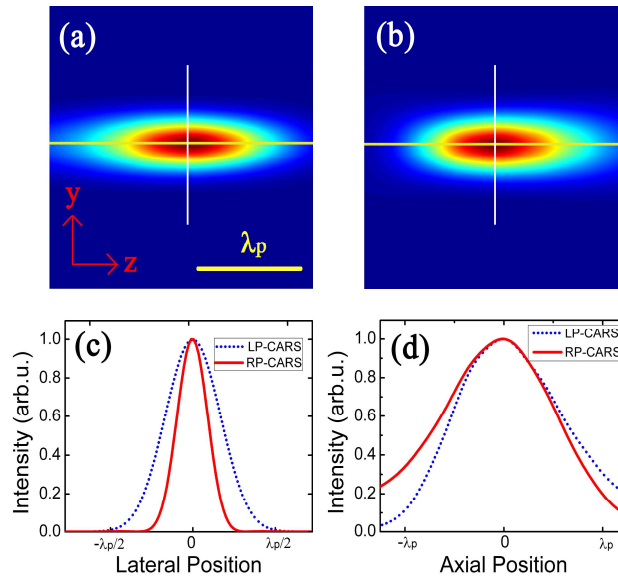 (a)
(b)
y
z
λp
(c)
LP-CARS
RP-CARS
Intensity (arb.u.)
1.0
0.8
0.6
0.4
0.2
0.0
-λp/2
0
λp/2
Lateral Position
(d)
LP-CARS
RP-CARS
Intensity (arb.u.)
1.0
0.8
0.6
0.4
0.2
0.0
-λp
0
λp
Axial Position